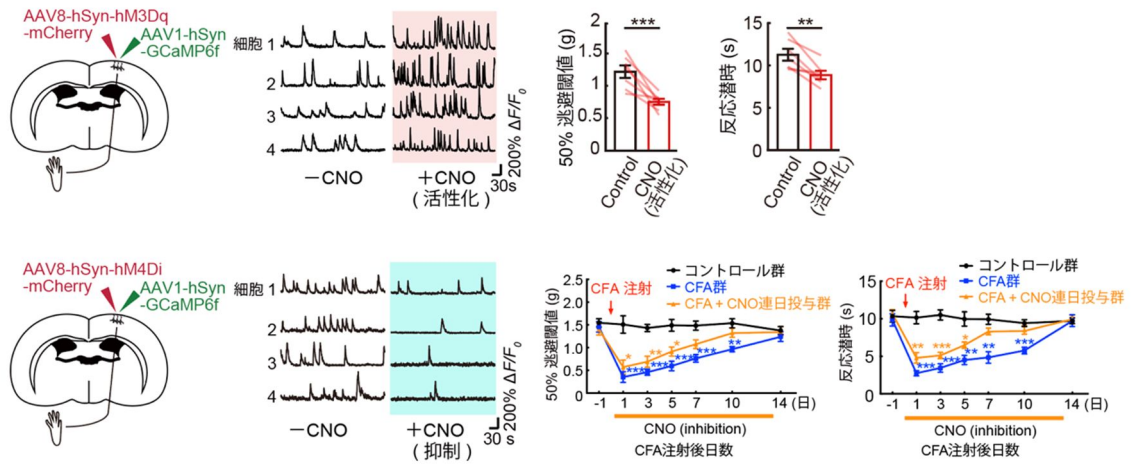 AAV8-hSyn-hM3Dq
-mCherry
AAV1-hSyn
-GCaMP6f
細胞 1
2
3
4
－CNO
＋CNO
(活性化)
200% ΔF/F0
30s
50% 逃避閾値 (g)
2
1.5
1
0.5
0
***
Control
CNO
(活性化)
反応潜時 (s)
15
10
5
0
**
Control
CNO
(活性化)
AAV8-hSyn-hM4Di
-mCherry
AAV1-hSyn
-GCaMP6f
細胞 1
2
3
4
－CNO
＋CNO
(抑制)
200% ΔF/F0
30 s
コントロール群
CFA群
CFA + CNO連日投与群
CFA 注射
50% 逃避閾値 (g)
2.5
2.0
1.5
1.0
0.5
0
* ** * **
*** *** *** *** **
-1 1 3 5 7 10 14 (日)
CNO (inhibition)
CFA注射後日数
コントロール群
CFA群
CFA + CNO連日投与群
CFA 注射
反応潜時 (s)
15
10
5
0
** *** *
*** *** ** ** ***
-1 1 3 5 7 10 14 (日)
CNO (inhibition)
CFA注射後日数